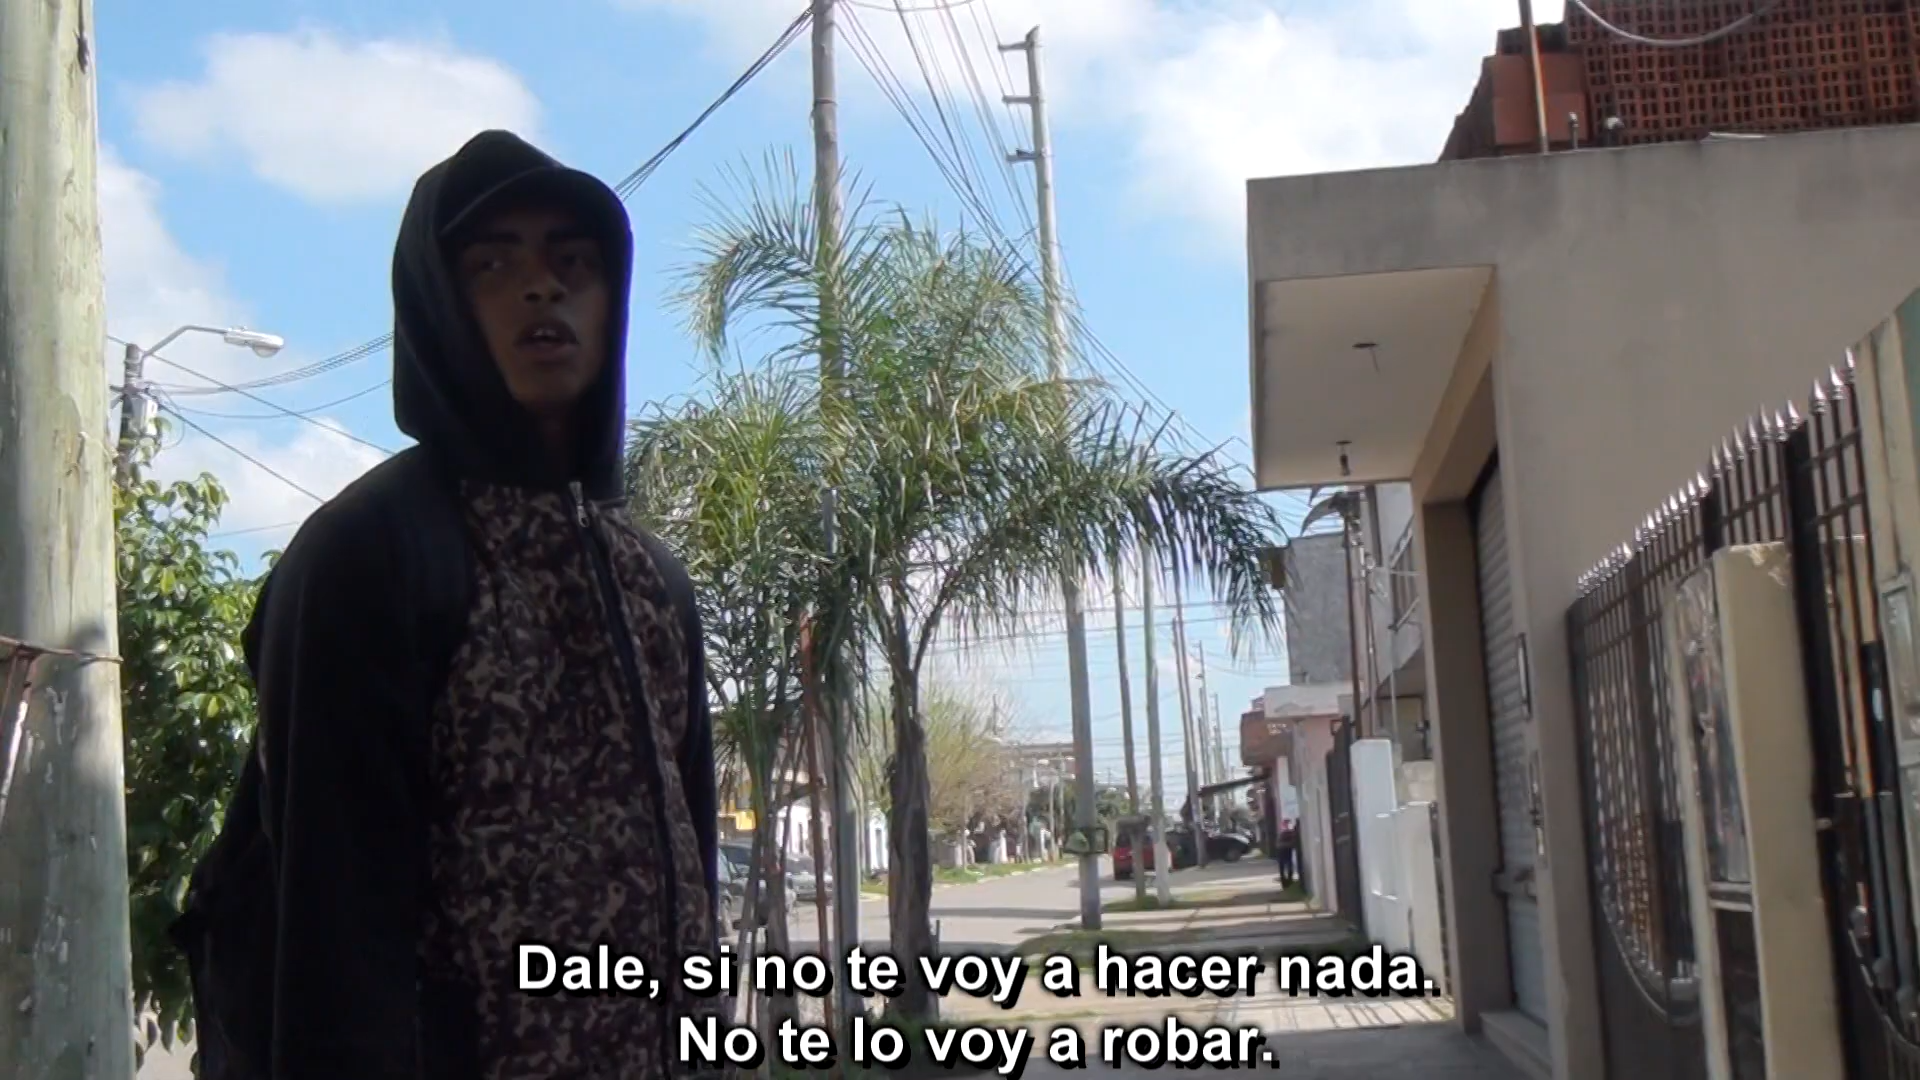 Dale, si no te voy a hacer nada.
No te lo voy a robar.